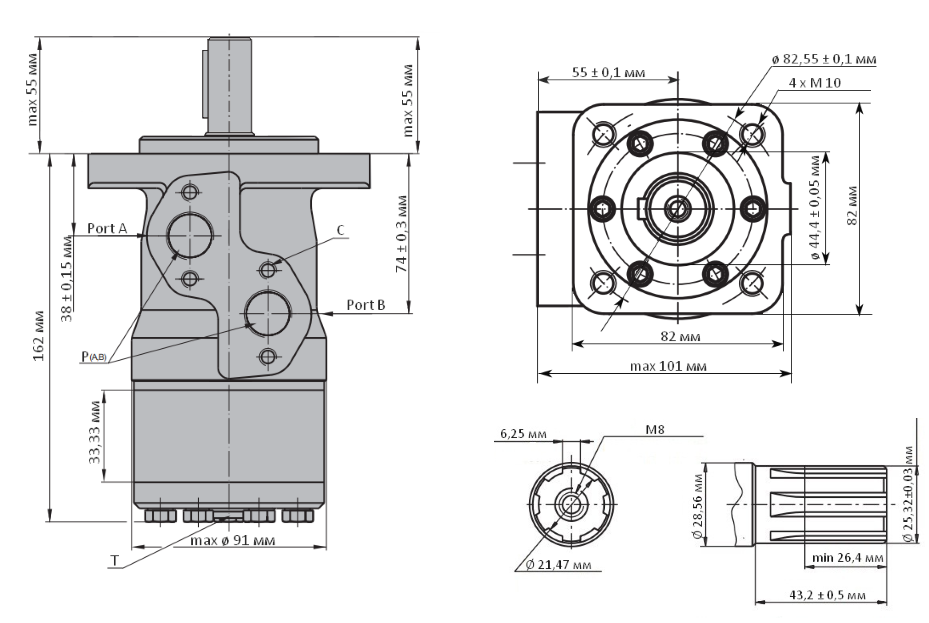 max 55 мм
max 55 мм
Port A
C
38 ± 0,15 мм
74 ± 0,3 мм
Port B
162 мм
P(A,B)
33,33 мм
max ø 91 мм
T
55 ± 0,1 мм
ø 82,55 ± 0,1 мм
4 x M 10
ø 44,4 ± 0,05 мм
82 мм
82 мм
max 101 мм
6,25 мм
M8
Ø 21,47 мм
Ø 28,56 мм
Ø 25,32±0,03 мм
min 26,4 мм
43,2 ± 0,5 мм